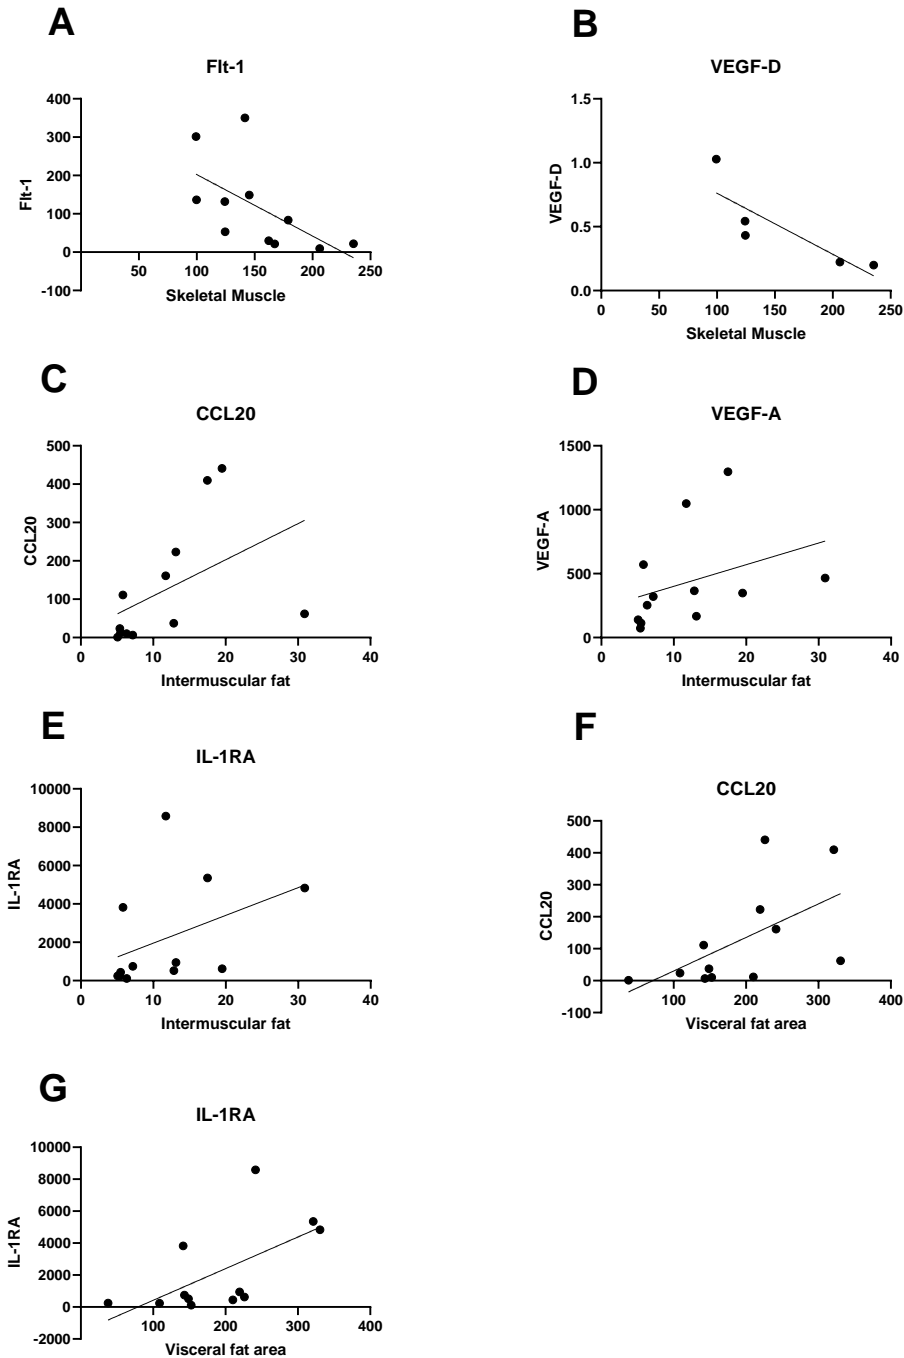 A
Flt-1
400
300
200
100
0
-100
Flt-1
50 100 150 200 250
Skeletal Muscle
B
VEGF-D
1.5
1.0
0.5
0.0
VEGF-D
0 50 100 150 200 250
Skeletal Muscle
C
CCL20
500
400
300
200
100
0
CCL20
0 10 20 30 40
Intermuscular fat
D
VEGF-A
1500
1000
500
0
VEGF-A
0 10 20 30 40
Intermuscular fat
E
IL-1RA
10000
8000
6000
4000
2000
0
IL-1RA
0 10 20 30 40
Intermuscular fat
F
CCL20
500
400
300
200
100
0
-100
CCL20
100 200 300 400
Visceral fat area
G
IL-1RA
10000
8000
6000
4000
2000
0
-2000
IL-1RA
100 200 300 400
Visceral fat area